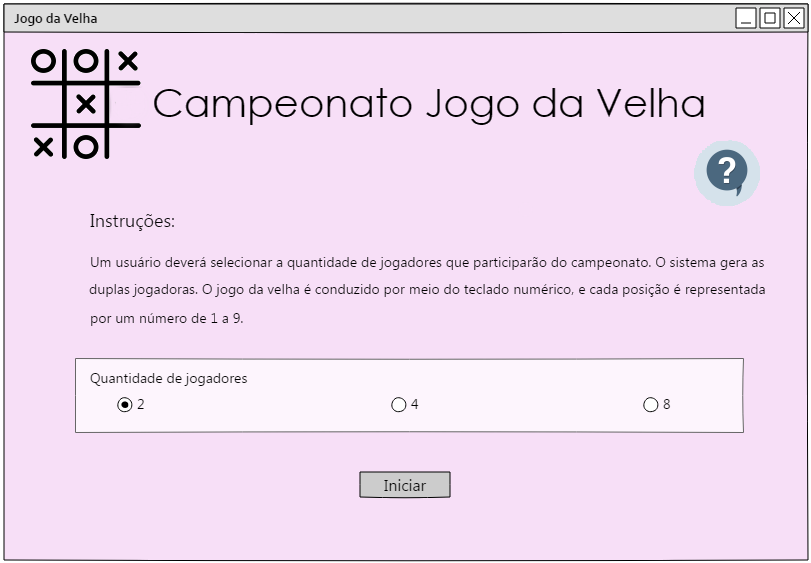 Jogo da Velha
Campeonato Jogo da Velha
?
Instruções:
Um usuário deverá selecionar a quantidade de jogadores que participarão do campeonato. O sistema gera as
duplas jogadoras. O jogo da velha é conduzido por meio do teclado numérico, e cada posição é representada
por um número de 1 a 9.
Quantidade de jogadores
2 4 8
Iniciar